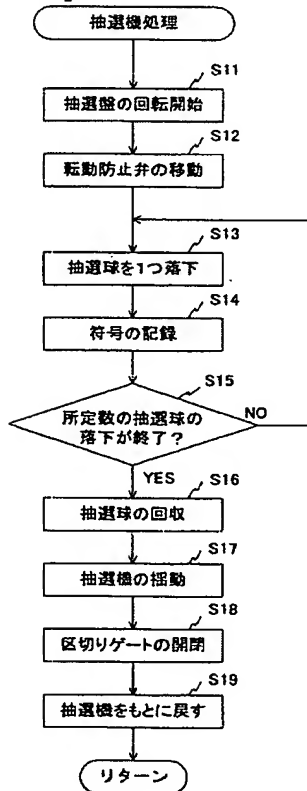 抽選機処理
S11
抽選盤の回転開始
S12
転動防止弁の移動
S13
抽選球を1つ落下
S14
符号の記録
S15
所定数の抽選球の
落下が終了？
NO
YES
S16
抽選球の回収
S17
抽選機の揺動
S18
区切りゲートの開閉
S19
抽選機をもとに戻す
リターン